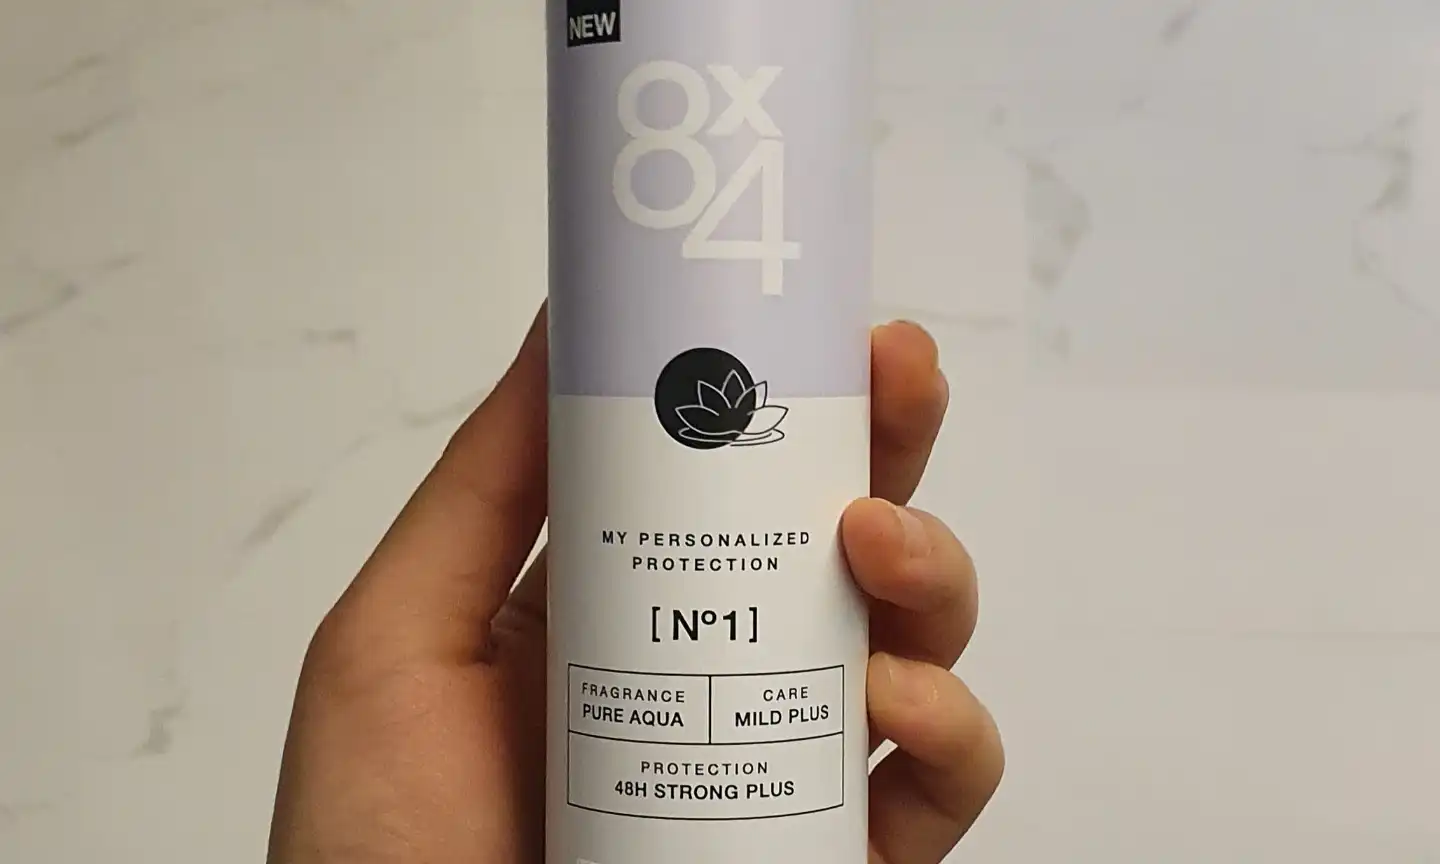 NEW
8x4
MY PERSONALIZED
PROTECTION
[Nº1]
FRAGRANCE
PURE AQUA
CARE
MILD PLUS
PROTECTION
48H STRONG PLUS